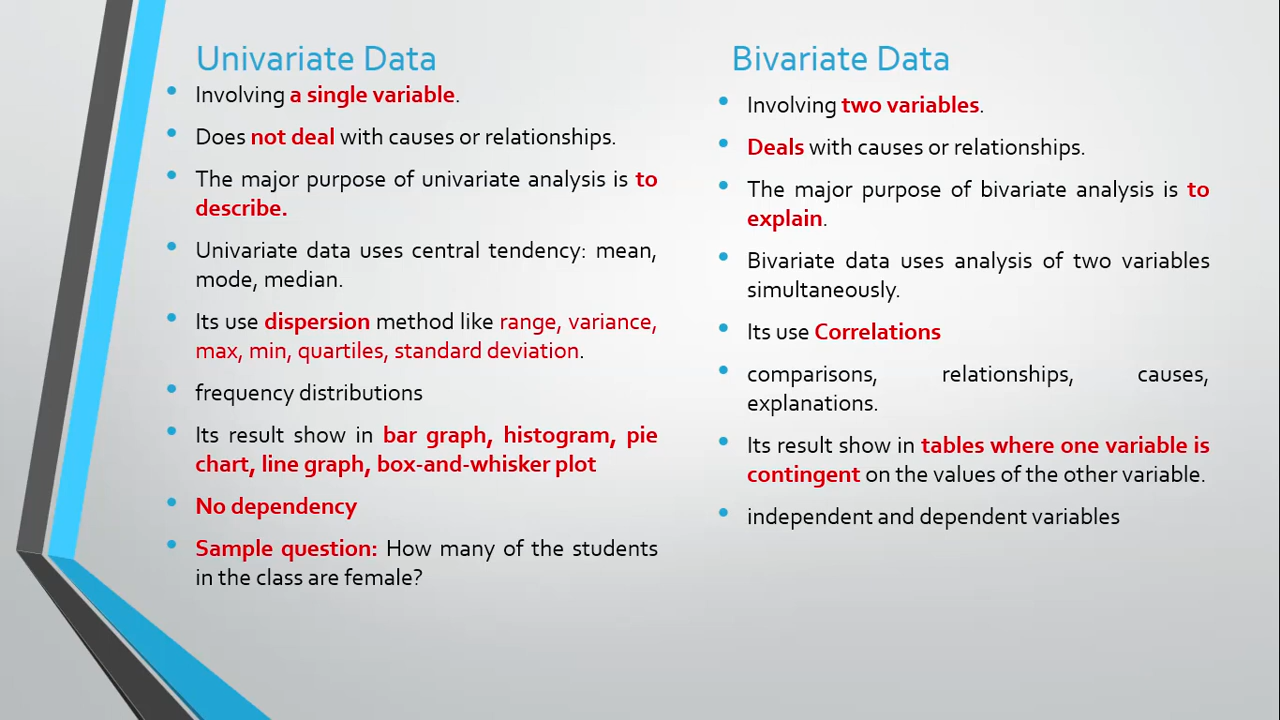 Univariate Data
• Involving a single variable.
• Does not deal with causes or relationships.
• The major purpose of univariate analysis is to
describe.
• Univariate data uses central tendency: mean,
mode, median.
• Its use dispersion method like range, variance,
max, min, quartiles, standard deviation.
• frequency distributions
• Its result show in bar graph, histogram, pie
chart, line graph, box-and-whisker plot
• No dependency
• Sample question: How many of the students
in the class are female?
Bivariate Data
• Involving two variables.
• Deals with causes or relationships.
• The major purpose of bivariate analysis is to
explain.
• Bivariate data uses analysis of two variables
simultaneously.
• Its use Correlations
• comparisons, relationships, causes,
explanations.
• Its result show in tables where one variable is
contingent on the values of the other variable.
• independent and dependent variables